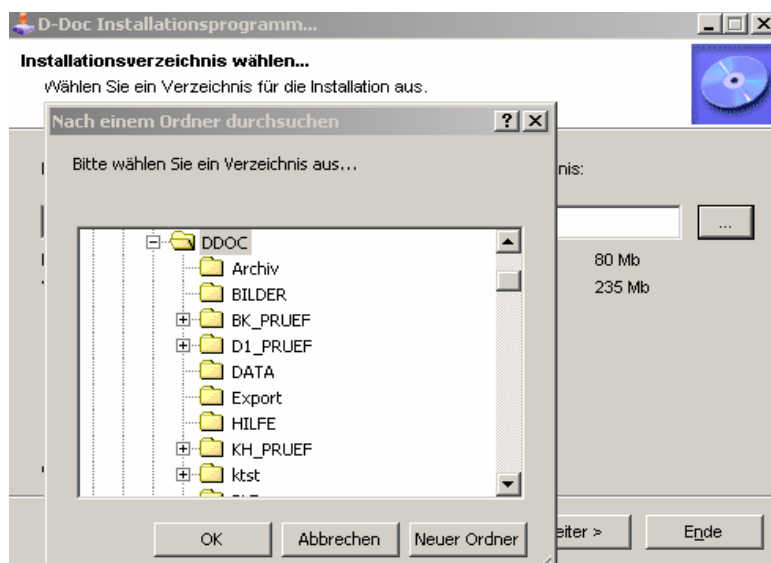 D-Doc Installationsprogramm...
Installationsverzeichnis wählen...
Wählen Sie ein Verzeichnis für die Installation aus.
Nach einem Ordner durchsuchen
Bitte wählen Sie ein Verzeichnis aus...
nis:
...
80 Mb
235 Mb
DDOC
Archiv
BILDER
BK_PRUEF
D1_PRUEF
DATA
Export
HILFE
KH_PRUEF
ktst
OK Abbrechen Neuer Ordner
eiter > Ende